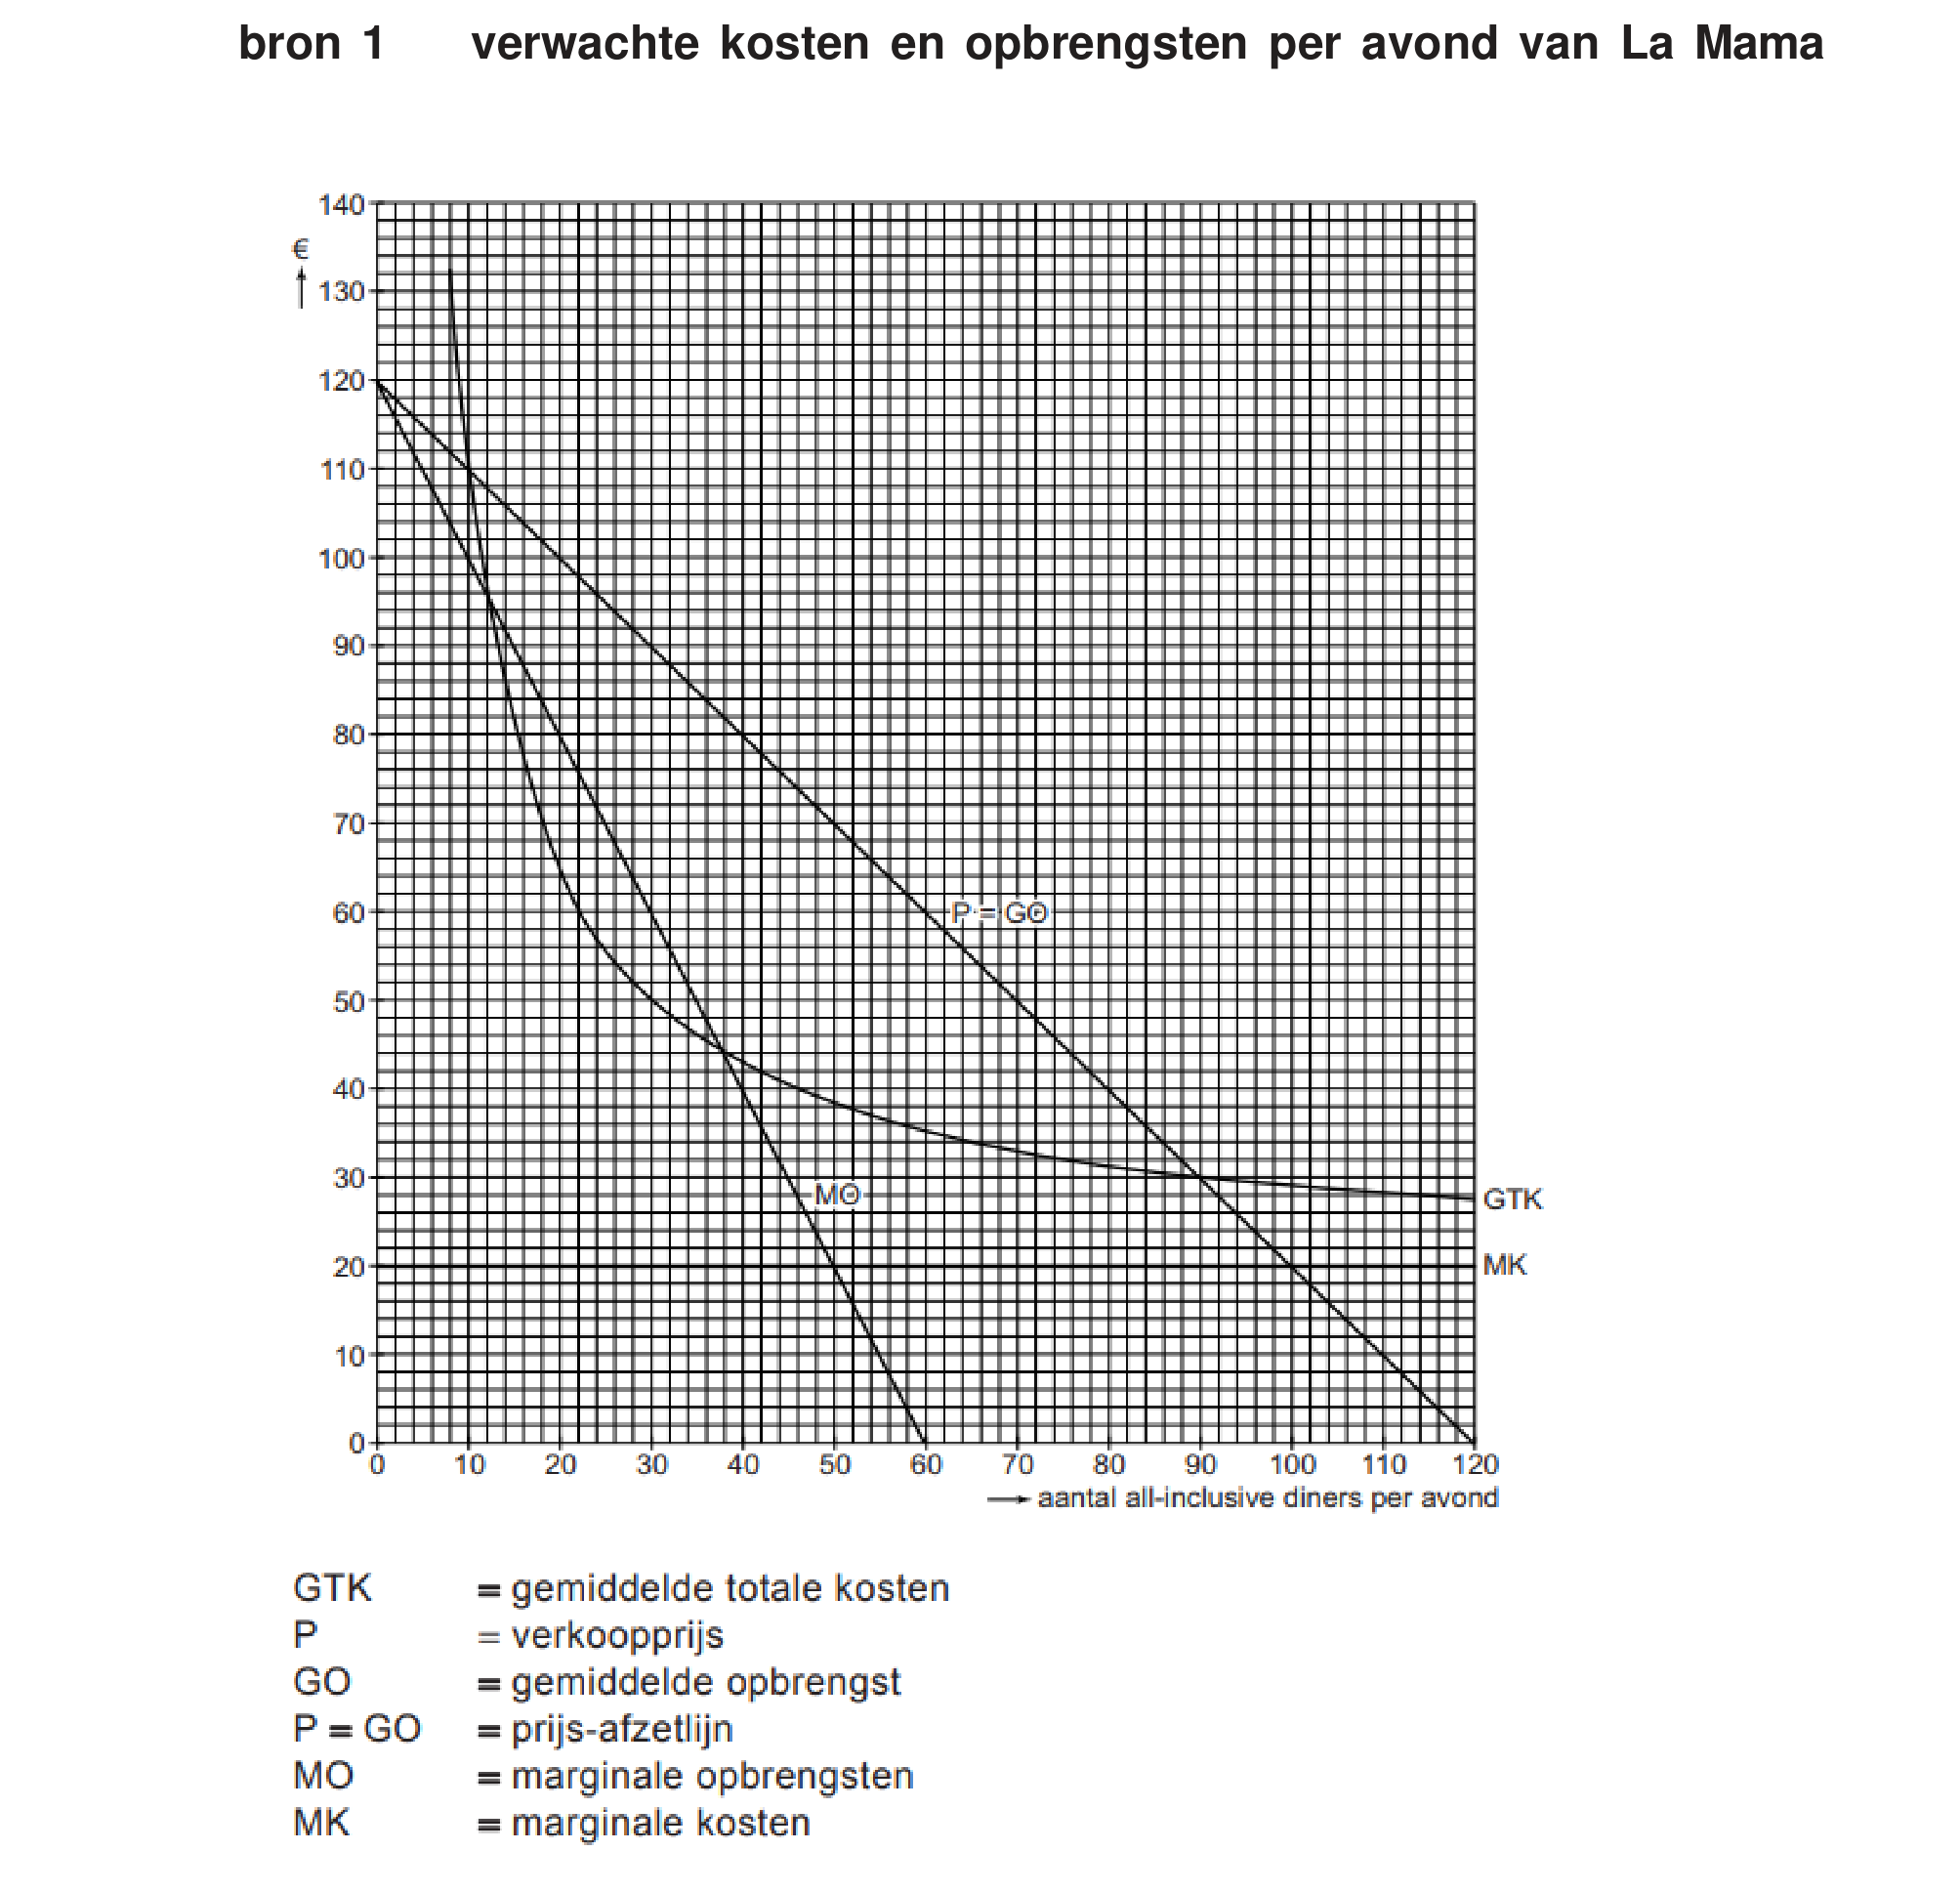 bron 1 verwachte kosten en opbrengsten per avond van La Mama
140
€
130
120
110
100
90
80
70
60
P = GO
50
40
30
MO
GTK
20
MK
10
0
0 10 20 30 40 50 60 70 80 90 100 110 120
aantal all-inclusive diners per avond
GTK = gemiddelde totale kosten
P = verkoopprijs
GO = gemiddelde opbrengst
P = GO = prijs-afzetlijn
MO = marginale opbrengsten
MK = marginale kosten